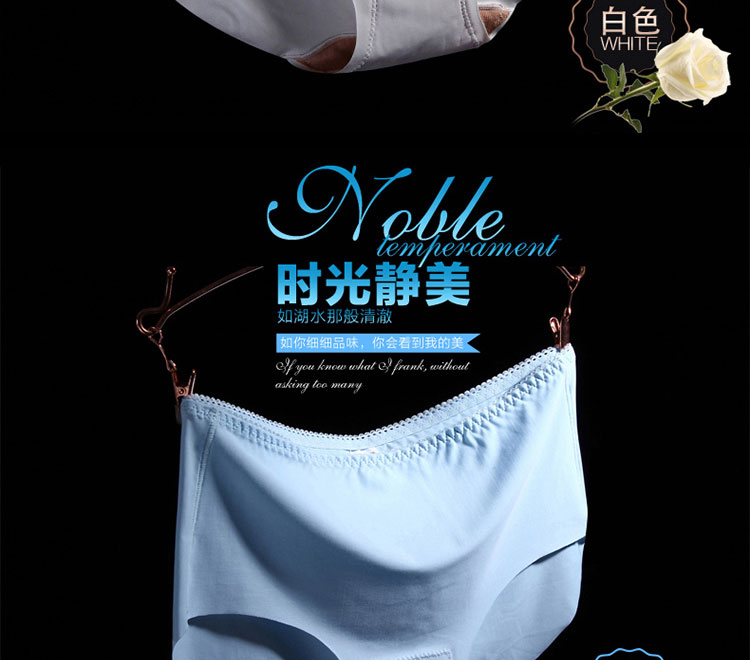 白色
WHITE
Noble
temperament
时光静美
如湖水那般清澈
如你细细品味，你会看到我的美
If you know what I frank, without
asking too many